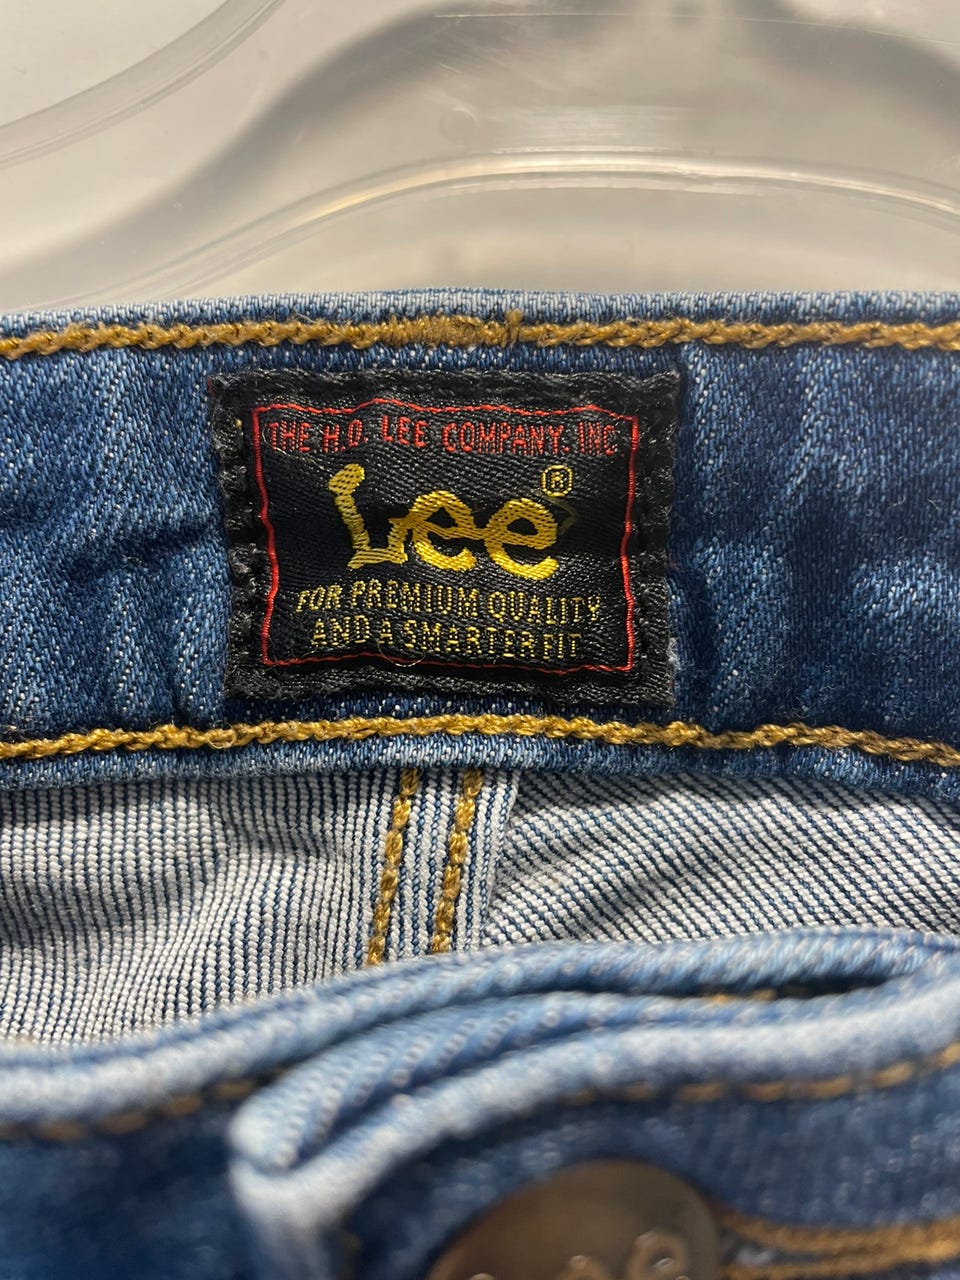 THE H.D. LEE COMPANY. INC
Lee ®
FOR PREMIUM QUALITY
AND A SMARTER FIT